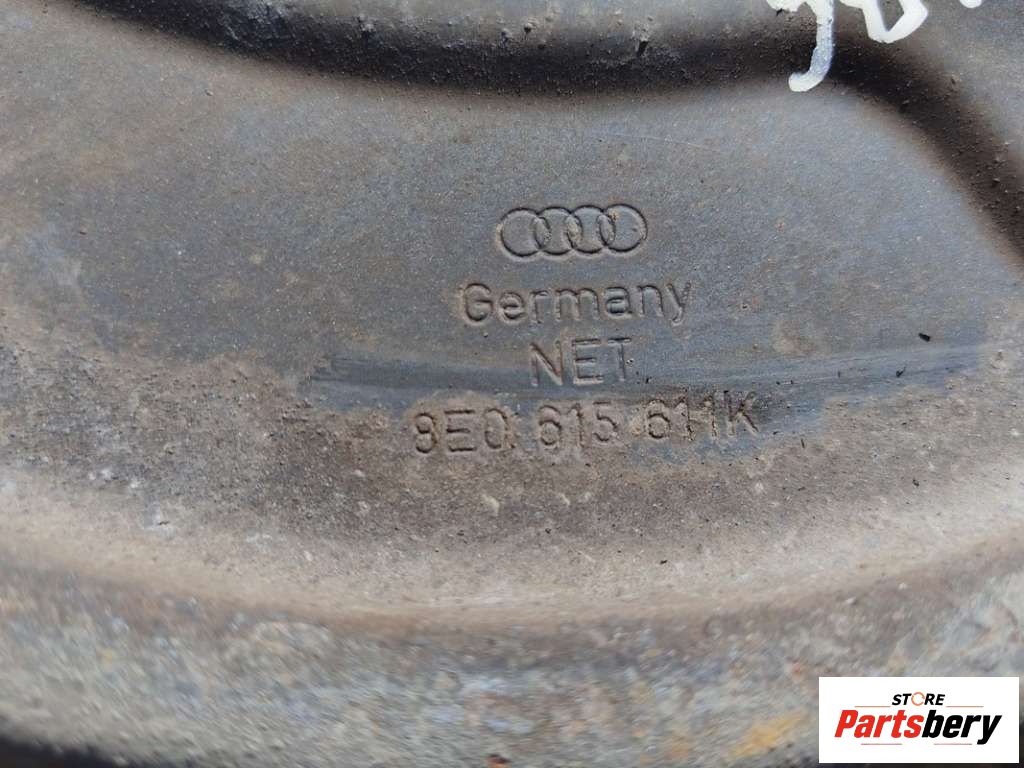 Germany
NET
8E0 615 611K
STORE
Partsbery